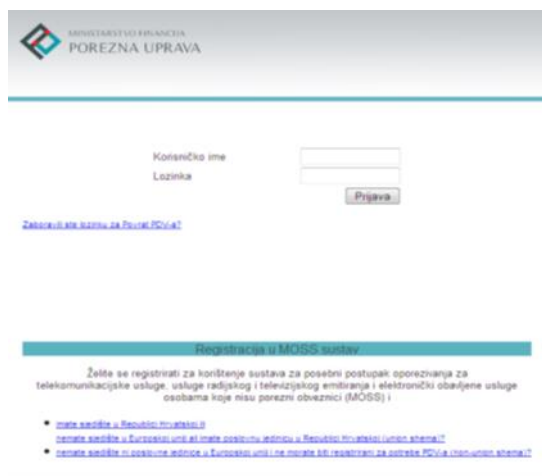 MINISTARSTVO FINANCIJA
POREZNA UPRAVA
Korisničko ime
Lozinka
Prijava
Zaboravili ste lozinku za Povrat PDV-a?
Registracija u MOSS sustav
Želite se registrirati za korištenje sustava za posebni postupak oporezivanja za
telekomunikacijske usluge, usluge radijskog i televizijskog emitiranja i elektronički obavljene usluge
osobama koje nisu porezni obveznici (MOSS) i
imate sjedište u Republici Hrvatskoj ili
nemate sjedište u Europskoj uniji ali imate poslovnu jedinicu u Republici Hrvatskoj (union shema)?
nemate sjedište ni poslovne jedinice u Europskoj uniji i ne morate biti registrirani za potrebe PDV-a (non-union shema)?